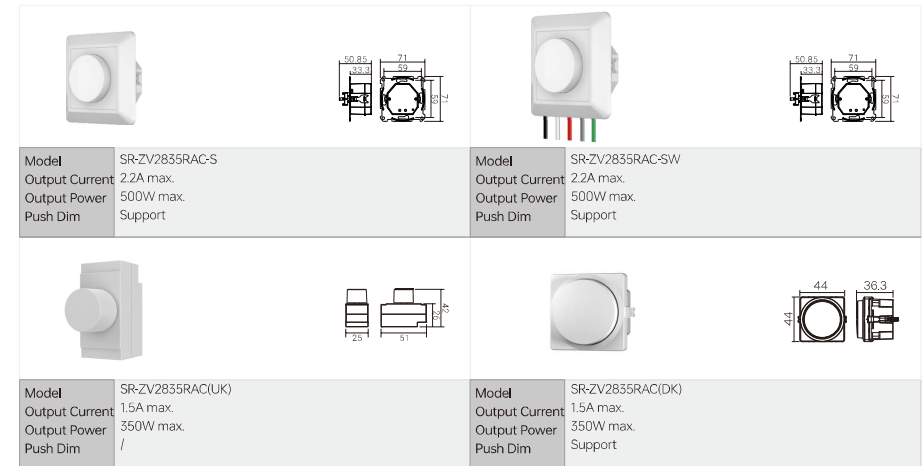 50.85
71
33.3
59
59
71
50.85
71
33.3
59
59
71
Model SR-ZV2835RAC-S
Output Current 2.2A max.
Output Power 500W max.
Push Dim Support
Model SR-ZV2835RAC-SW
Output Current 2.2A max.
Output Power 500W max.
Push Dim Support
25
51
26
42
44
36.3
44
Model SR-ZV2835RAC(UK)
Output Current 1.5A max.
Output Power 350W max.
Push Dim /
Model SR-ZV2835RAC(DK)
Output Current 1.5A max.
Output Power 350W max.
Push Dim Support